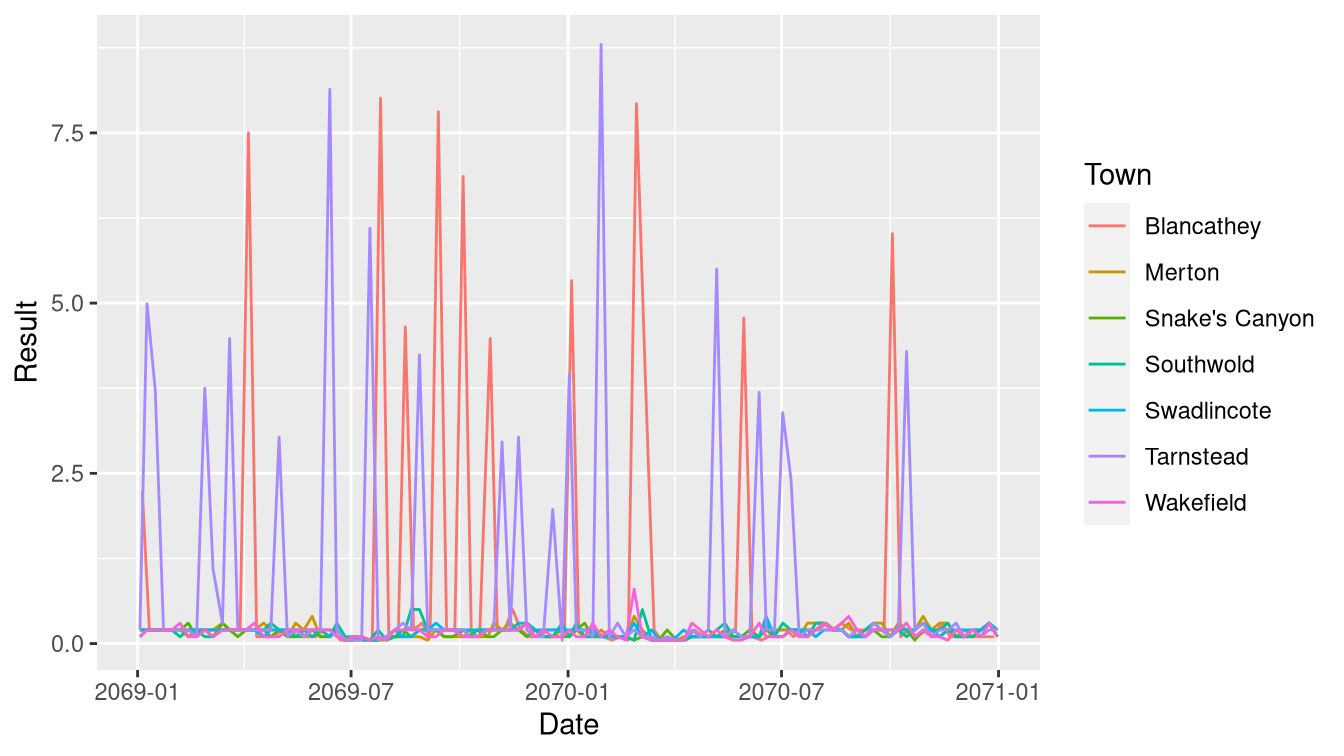 Result
7.5
5.0
2.5
0.0
2069-01
2069-07
2070-01
2070-07
2071-01
Date
Town
Blancathey
Merton
Snake's Canyon
Southwold
Swadlincote
Tarnstead
Wakefield